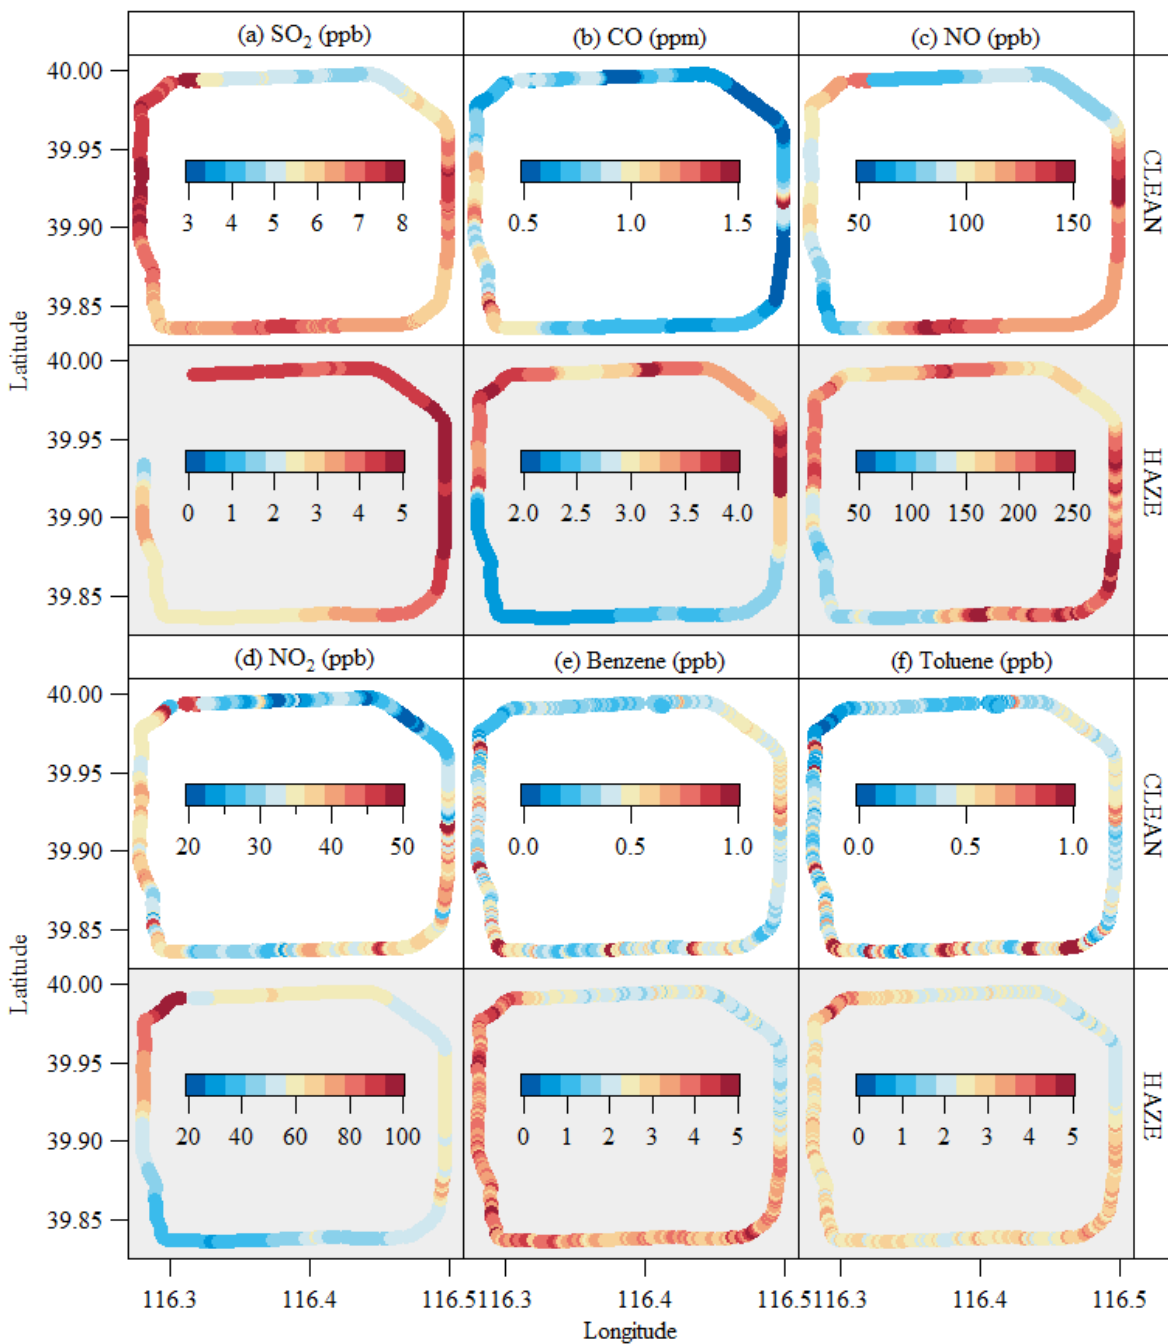 (a) SO2 (ppb) (b) CO (ppm) (c) NO (ppb)
40.00
39.95
39.90
39.85
3 4 5 6 7 8
0.5 1.0 1.5
50 100 150
CLEAN
Latitude
40.00
39.95
39.90
39.85
0 1 2 3 4 5
2.0 2.5 3.0 3.5 4.0
50 100 150 200 250
HAZE
(d) NO2 (ppb) (e) Benzene (ppb) (f) Toluene (ppb)
40.00
39.95
39.90
39.85
20 30 40 50
0.0 0.5 1.0
0.0 0.5 1.0
CLEAN
Latitude
40.00
39.95
39.90
39.85
20 40 60 80 100
0 1 2 3 4 5
0 1 2 3 4 5
HAZE
116.3 116.4 116.5 116.3 116.4 116.5 116.3 116.4 116.5
Longitude